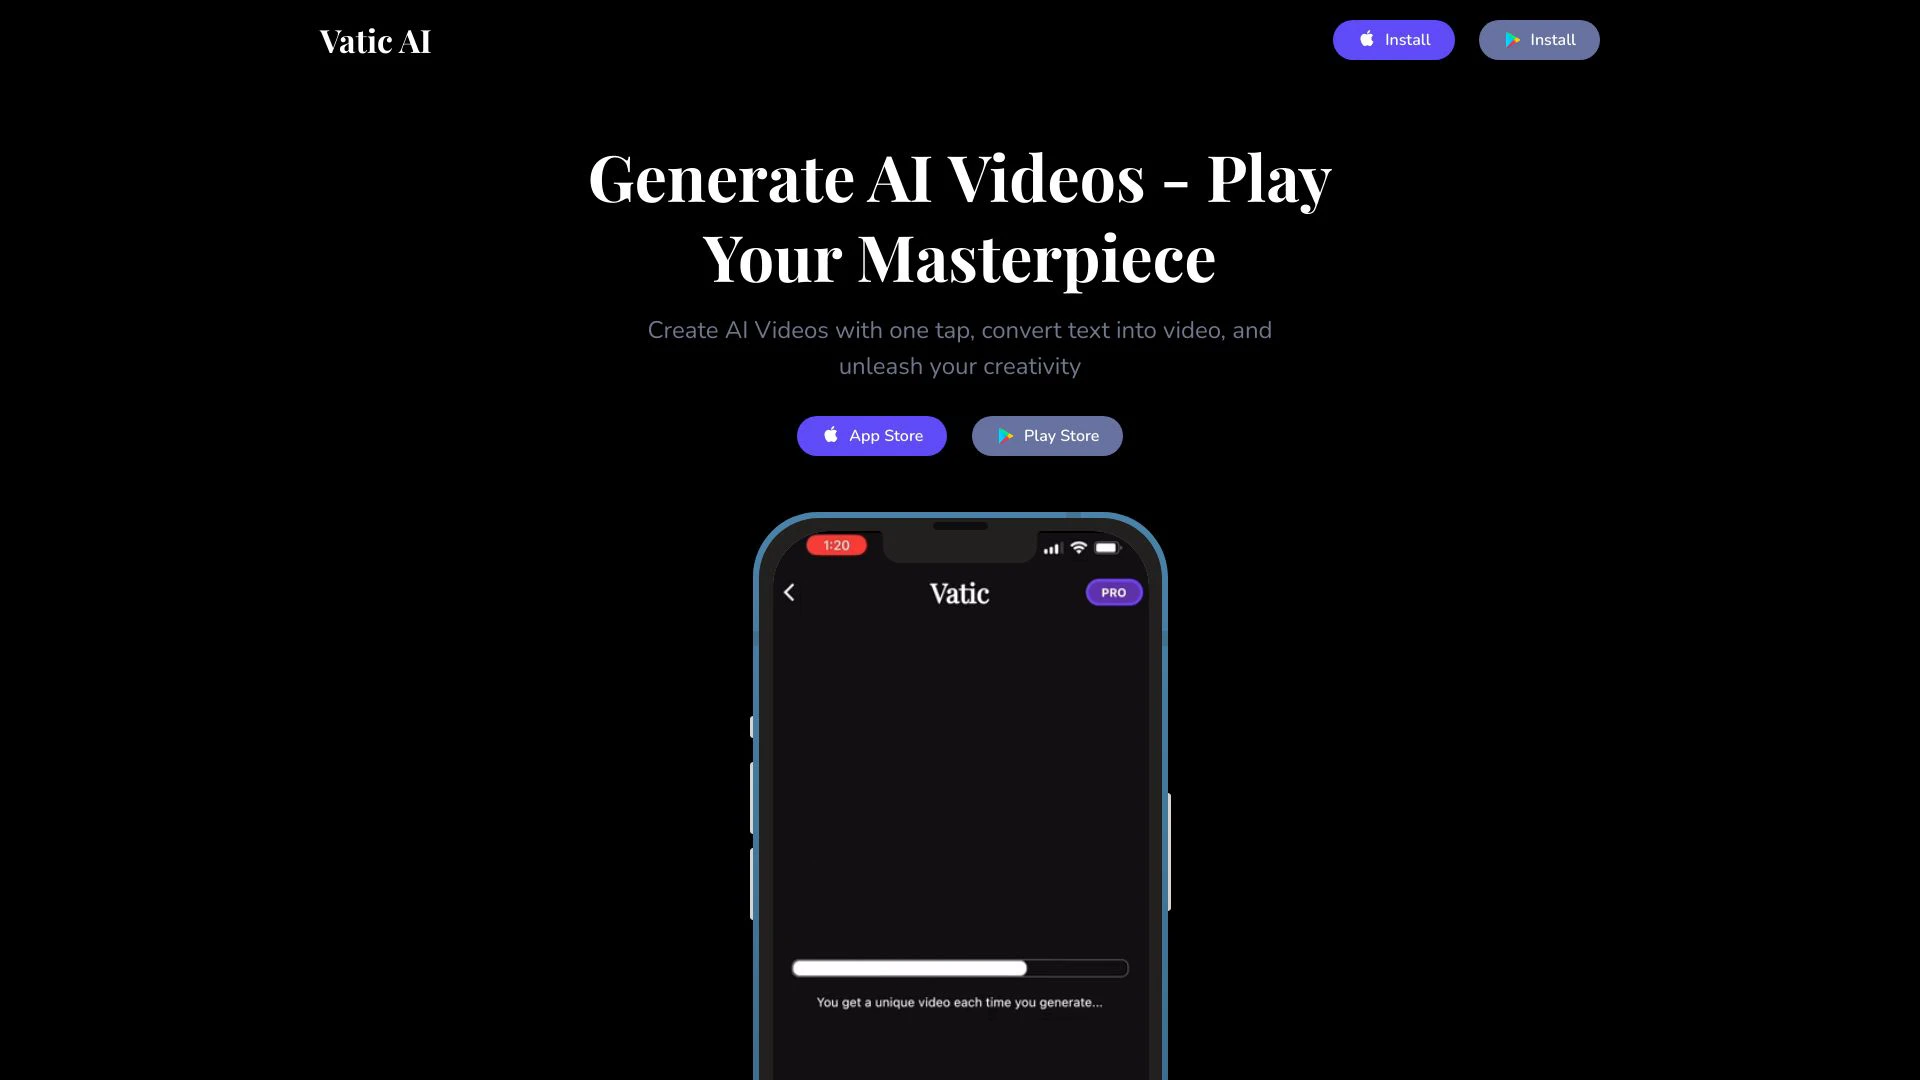 Vatic AI
Install
Install
Generate AI Videos - Play
Your Masterpiece
Create AI Videos with one tap, convert text into video, and
unleash your creativity
App Store
Play Store
1:20
Vatic
PRO
You get a unique video each time you generate...